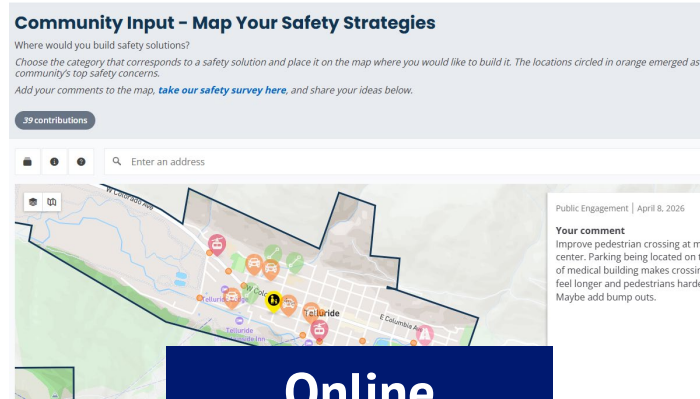 Community Input - Map Your Safety Strategies
Where would you build safety solutions?
Choose the category that corresponds to a safety solution and place it on the map where you would like to build it. The locations circled in orange emerged as
community's top safety concerns.
Add your comments to the map, take our safety survey here, and share your ideas below.
39 contributions
Enter an address
W Colorado Ave
Public Engagement | April 8, 2026
Your comment
Improve pedestrian crossing at m
center. Parking being located on
of medical building makes crossin
feel longer and pedestrians harde
Maybe add bump outs.
W Colo
Telluride
E Columbia Ave
Telluride
Online